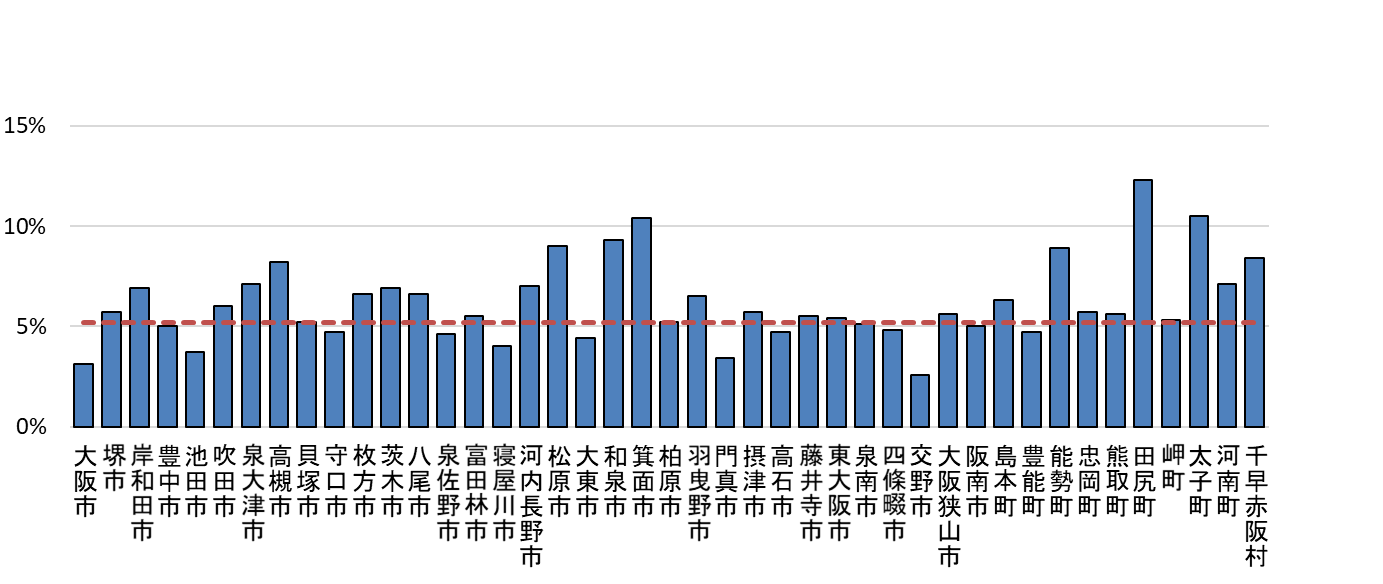 15%
10%
5%
0%
大阪市
堺市
岸和田市
豊中市
池田市
吹田市
泉大津市
高槻市
貝塚市
守口市
枚方市
茨木市
八尾市
泉佐野市
富田林市
寝屋川市
河内長野市
松原市
大東市
和泉市
箕面市
柏原市
羽曳野市
門真市
摂津市
高石市
藤井寺市
東大阪市
泉南市
四條畷市
交野市
大阪狭山市
阪南市
島本町
豊能町
能勢町
忠岡町
熊取町
田尻町
岬町
太子町
河南町
千早赤阪村